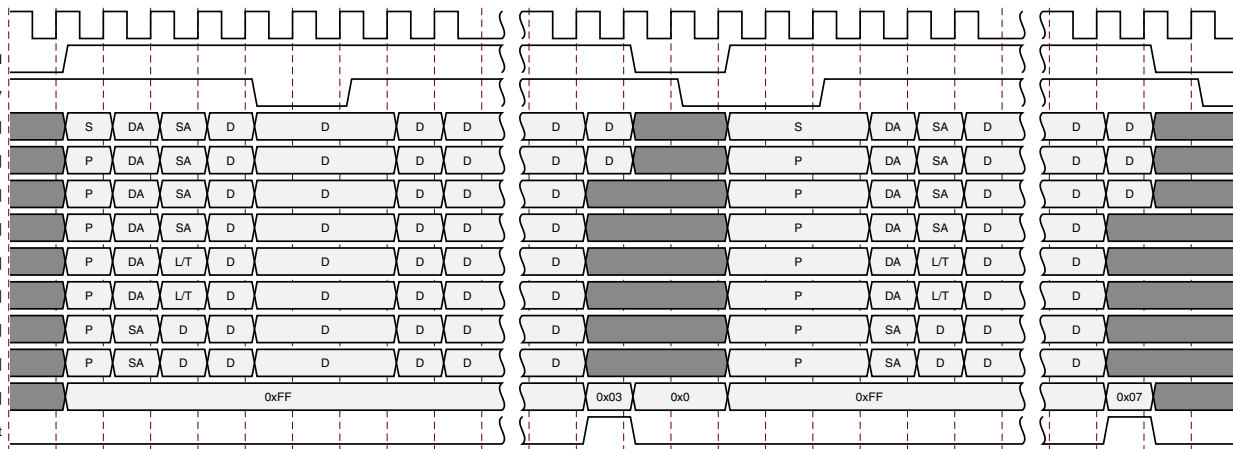 S DA SA D D D D D D S DA SA D D D
P DA SA D D D D D D P DA SA D D D
P DA SA D D D D D P DA SA D D D
P DA SA D D D D D P DA SA D D
P DA L/T D D D D D P DA L/T D D
P DA L/T D D D D D P DA L/T D D
P SA D D D D D D P SA D D D
P SA D D D D D D P SA D D D
0xFF 0x03 0x0 0xFF 0x07